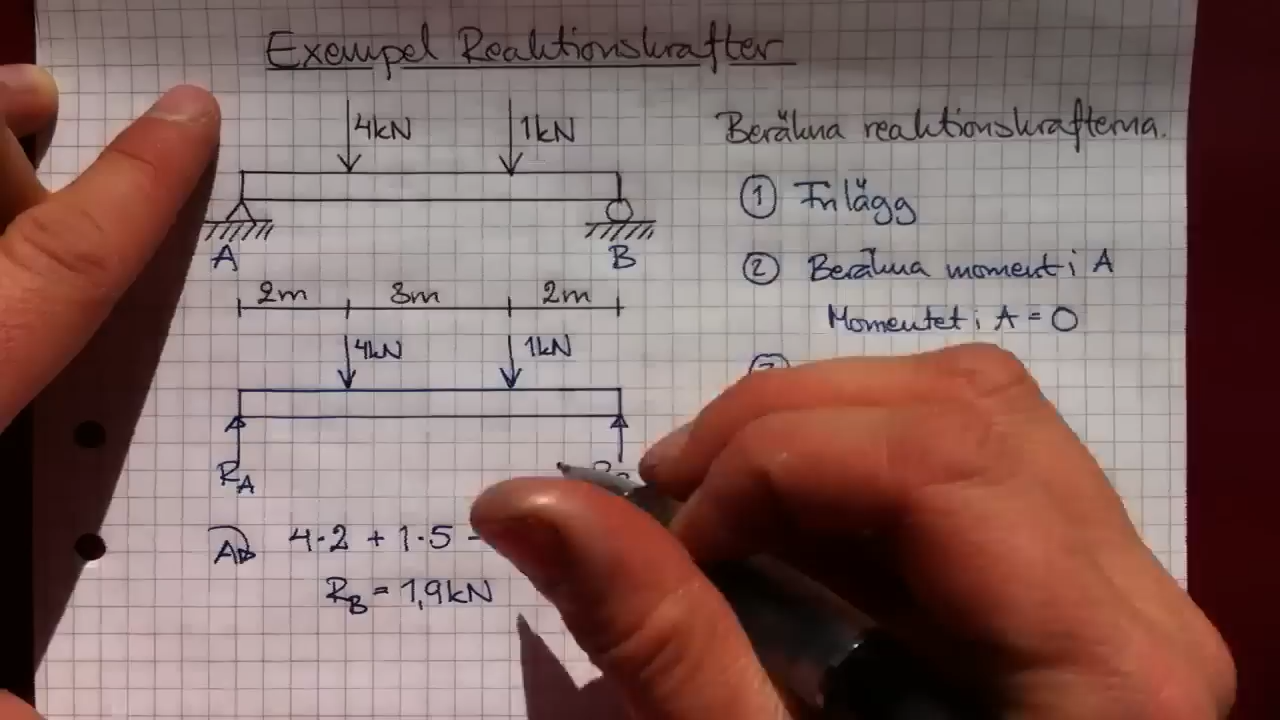 Exempel Reaktionskrafter
4kN 1kN
A B
2m 3m 2m
4kN 1kN
RA
A 4·2 + 1·5 -
RB = 1,9kN
Beräkna reaktionskrafterna.
1 Frilägg
2 Beräkna moment i A
Momentet i A = 0